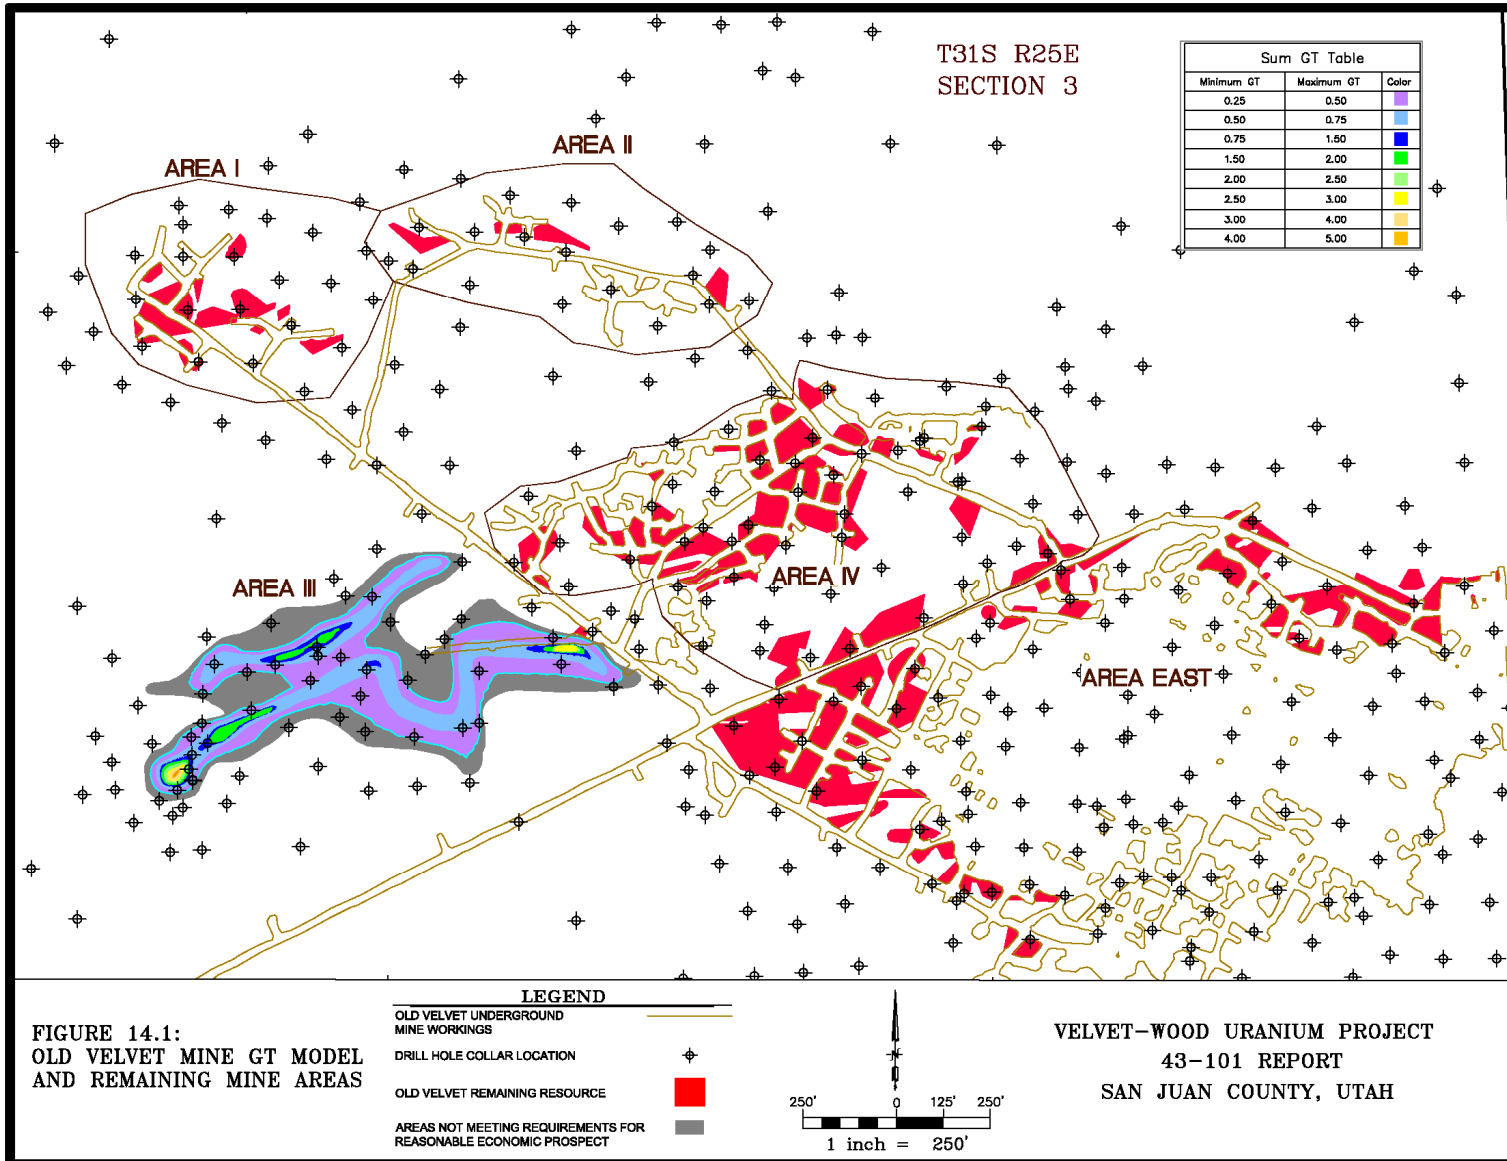 T31S R25E
SECTION 3
Sum GT Table
Minimum GT Maximum GT Color
0.25 0.50
0.50 0.75
0.75 1.50
1.50 2.00
2.00 2.50
2.50 3.00
3.00 4.00
4.00 5.00
AREA I
AREA II
AREA III
AREA IV
AREA EAST
FIGURE 14.1:
OLD VELVET MINE GT MODEL
AND REMAINING MINE AREAS
LEGEND
OLD VELVET UNDERGROUND
MINE WORKINGS
DRILL HOLE COLLAR LOCATION
OLD VELVET REMAINING RESOURCE
AREAS NOT MEETING REQUIREMENTS FOR
REASONABLE ECONOMIC PROSPECT
N
250' 0 125' 250'
1 inch = 250'
VELVET-WOOD URANIUM PROJECT
43-101 REPORT
SAN JUAN COUNTY, UTAH